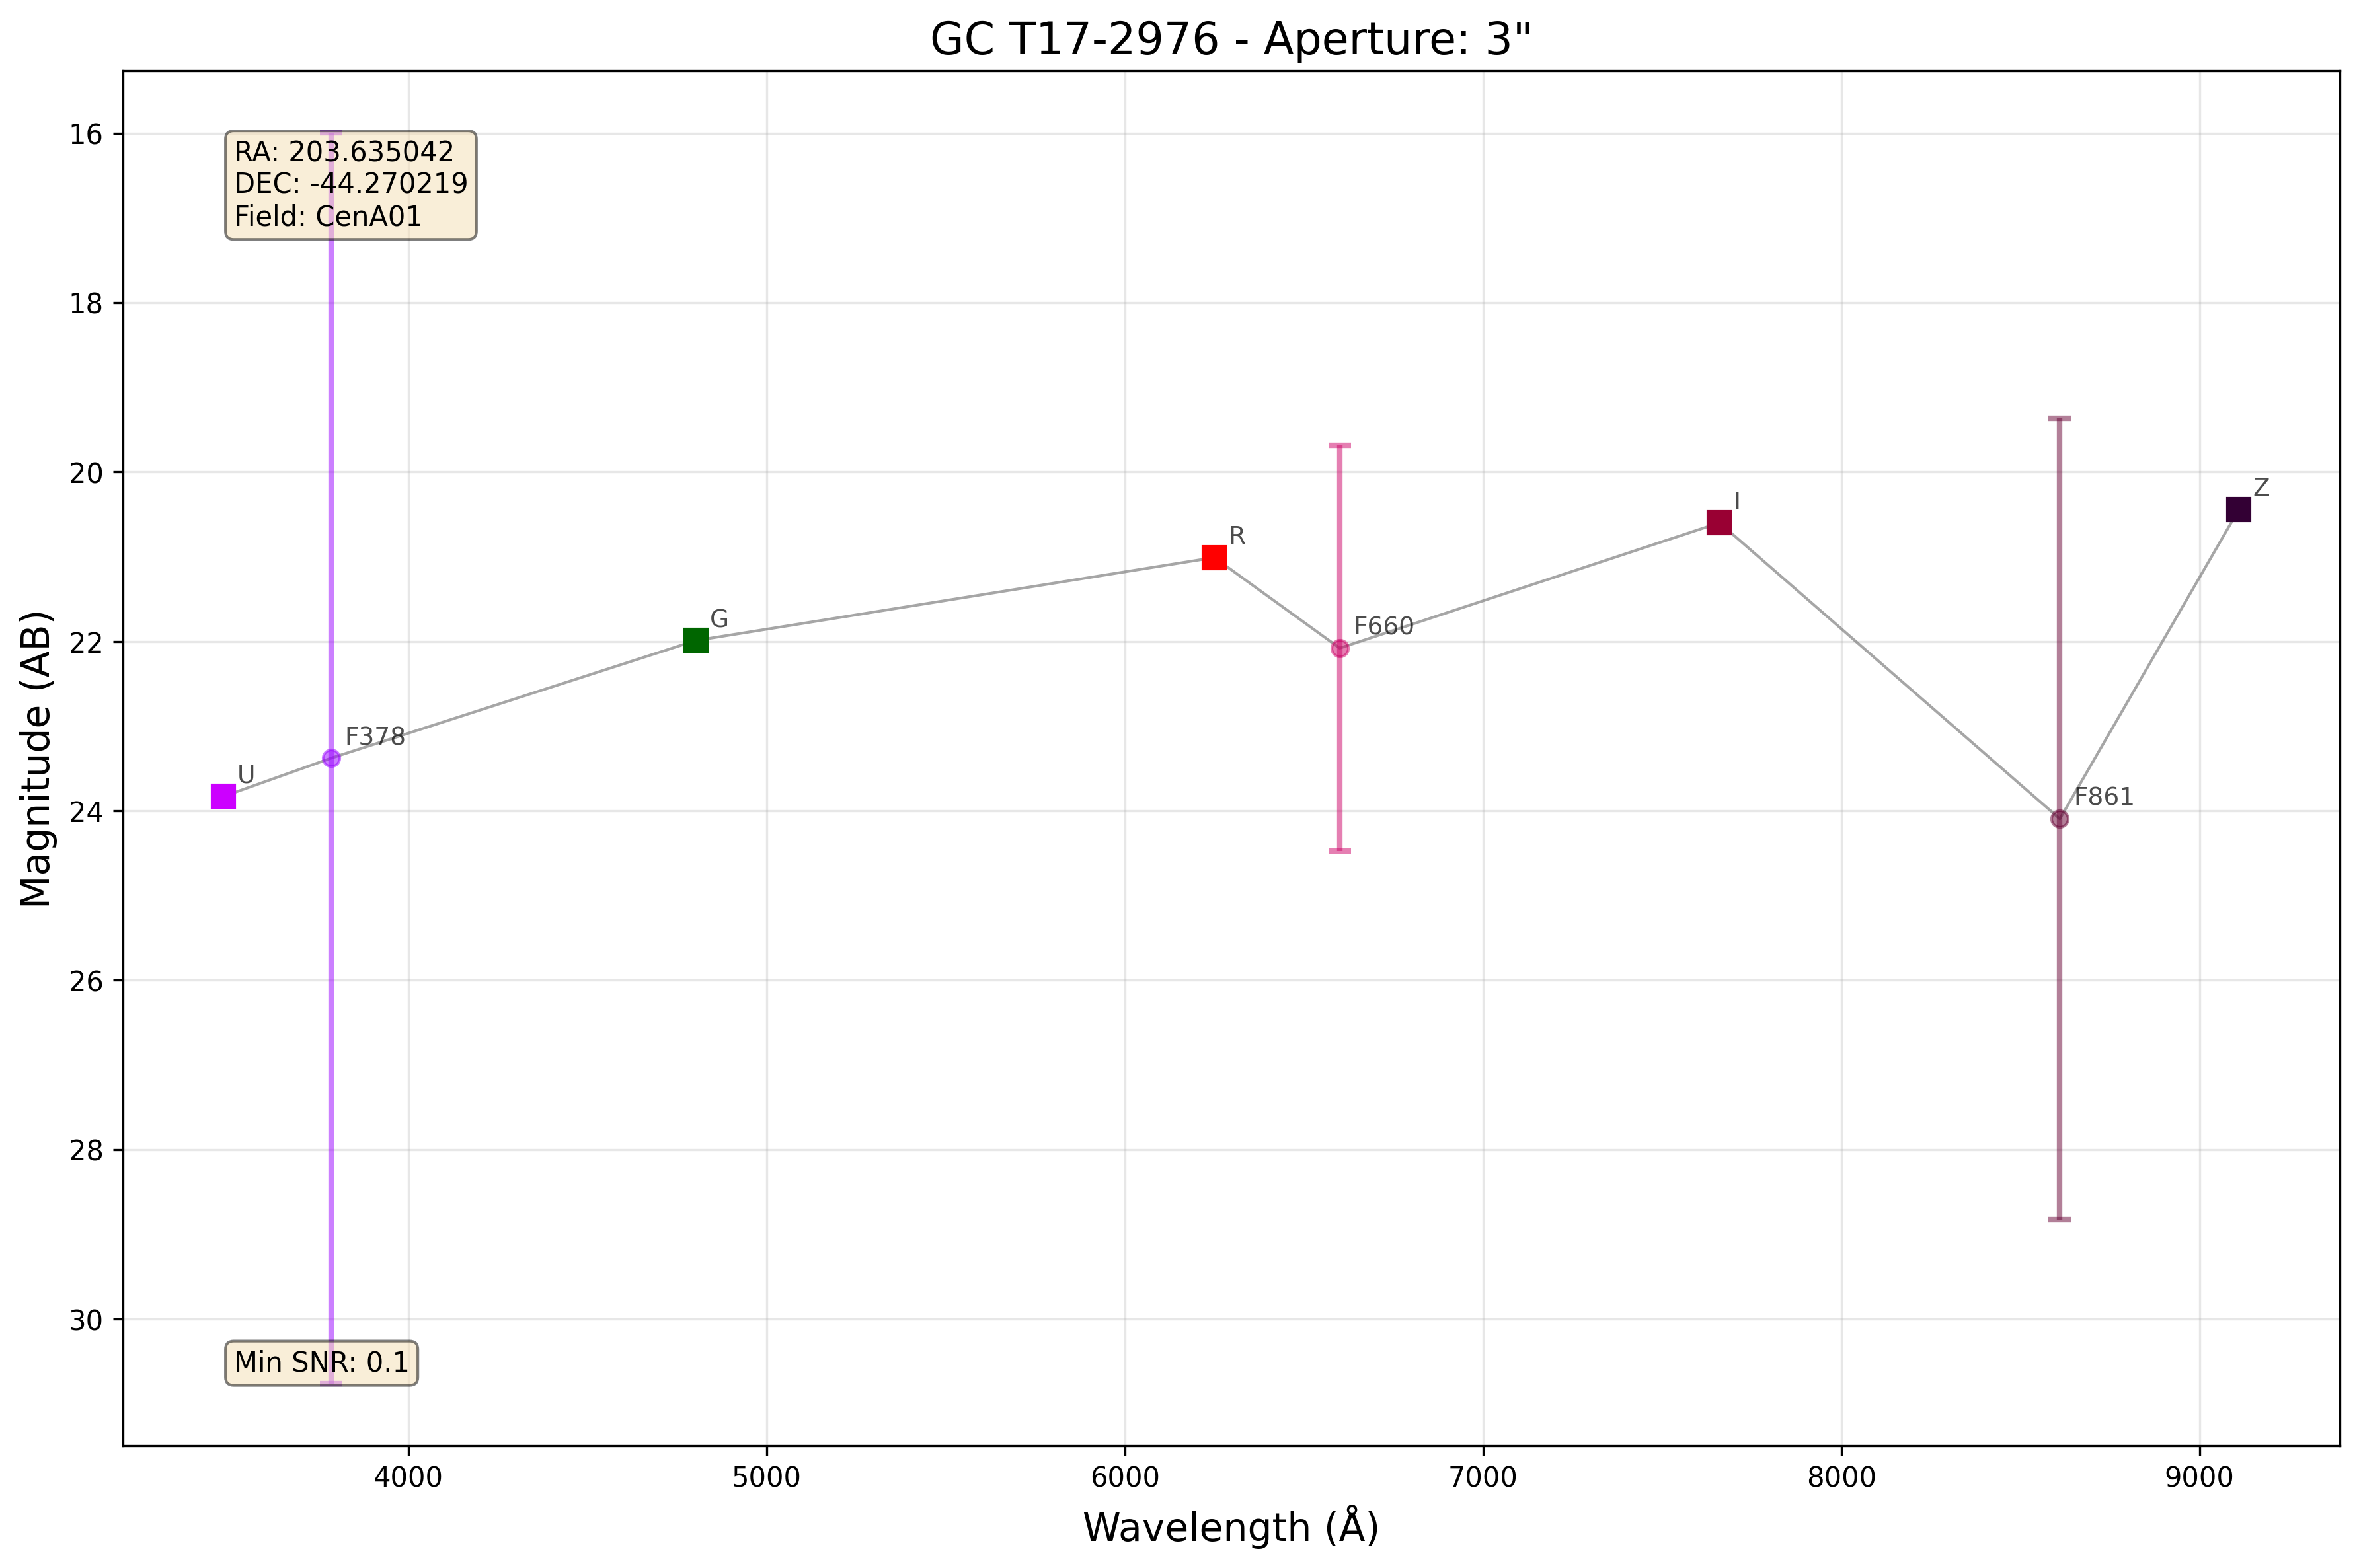 GC T17-2976 - Aperture: 3"
RA: 203.635042
DEC: -44.270219
Field: CenA01
16
18
20
22
24
26
28
30
Magnitude (AB)
U
F378
G
R
F660
I
F861
Z
Min SNR: 0.1
4000
5000
6000
7000
8000
9000
Wavelength (Å)